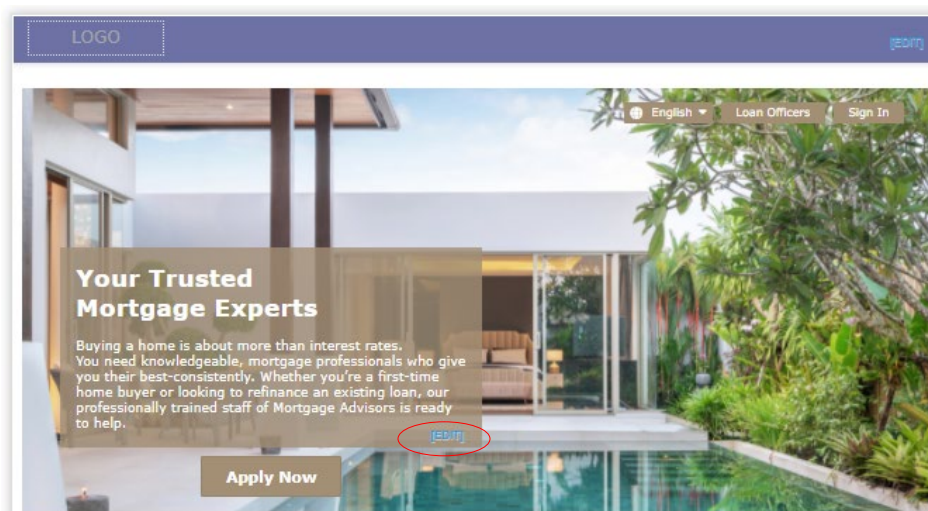 LOGO
[EDIT]
English
Loan Officers
Sign In
Your Trusted
Mortgage Experts
Buying a home is about more than interest rates.
You need knowledgeable, mortgage professionals who give
you their best-consistently. Whether you're a first-time
home buyer or looking to refinance an existing loan, our
professionally trained staff of Mortgage Advisors is ready
to help.
[EDIT]
Apply Now